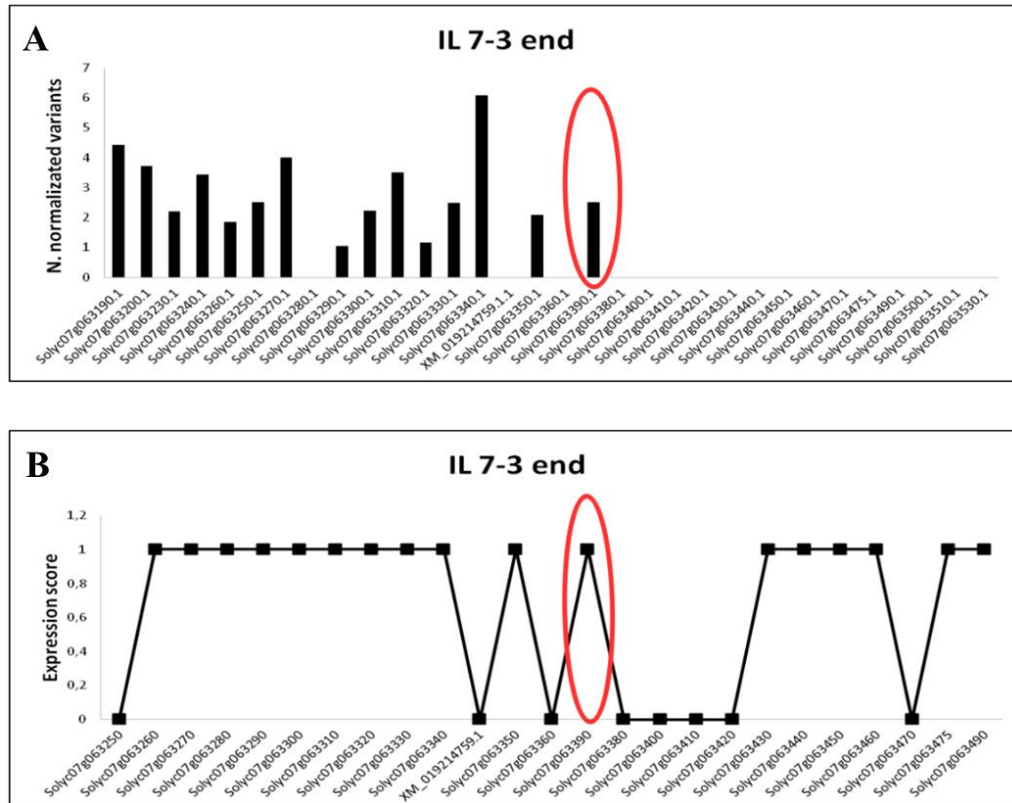 A
IL 7-3 end
N. normalizated variants
7
6
5
4
3
2
1
0
Solyc07g063190.1
Solyc07g063200.1
Solyc07g063230.1
Solyc07g063240.1
Solyc07g063260.1
Solyc07g063250.1
Solyc07g063270.1
Solyc07g063280.1
Solyc07g063290.1
Solyc07g063300.1
Solyc07g063310.1
Solyc07g063320.1
Solyc07g063330.1
Solyc07g063340.1
XM_019214759.1.1
Solyc07g063350.1
Solyc07g063360.1
Solyc07g063390.1
Solyc07g063380.1
Solyc07g063400.1
Solyc07g063410.1
Solyc07g063420.1
Solyc07g063430.1
Solyc07g063440.1
Solyc07g063450.1
Solyc07g063460.1
Solyc07g063470.1
Solyc07g063475.1
Solyc07g063490.1
Solyc07g063500.1
Solyc07g063510.1
Solyc07g063530.1
B
IL 7-3 end
Expression score
1,2
1
0,8
0,6
0,4
0,2
0
Solyc07g063250
Solyc07g063260
Solyc07g063270
Solyc07g063280
Solyc07g063290
Solyc07g063300
Solyc07g063310
Solyc07g063320
Solyc07g063330
Solyc07g063340
XM_019214759.1
Solyc07g063350
Solyc07g063360
Solyc07g063390
Solyc07g063380
Solyc07g063400
Solyc07g063410
Solyc07g063420
Solyc07g063430
Solyc07g063440
Solyc07g063450
Solyc07g063460
Solyc07g063470
Solyc07g063475
Solyc07g063490